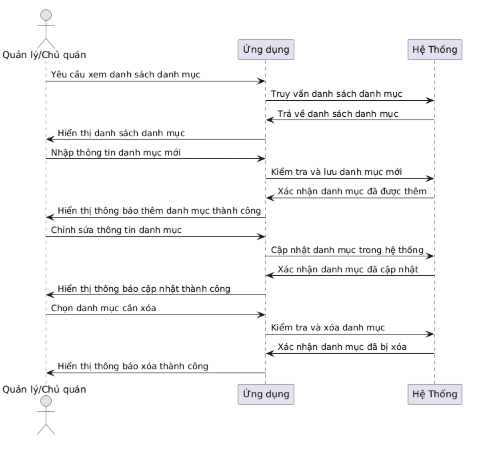 Quản lý/Chủ quán
Ứng dụng
Hệ Thống
Yêu cầu xem danh sách danh mục
Truy vấn danh sách danh mục
Trả về danh sách danh mục
Hiển thị danh sách danh mục
Nhập thông tin danh mục mới
Kiểm tra và lưu danh mục mới
Xác nhận danh mục đã được thêm
Hiển thị thông báo thêm danh mục thành công
Chỉnh sửa thông tin danh mục
Cập nhật danh mục trong hệ thống
Xác nhận danh mục đã cập nhật
Hiển thị thông báo cập nhật thành công
Chọn danh mục cần xóa
Kiểm tra và xóa danh mục
Xác nhận danh mục đã bị xóa
Hiển thị thông báo xóa thành công
Quản lý/Chủ quán
Ứng dụng
Hệ Thống